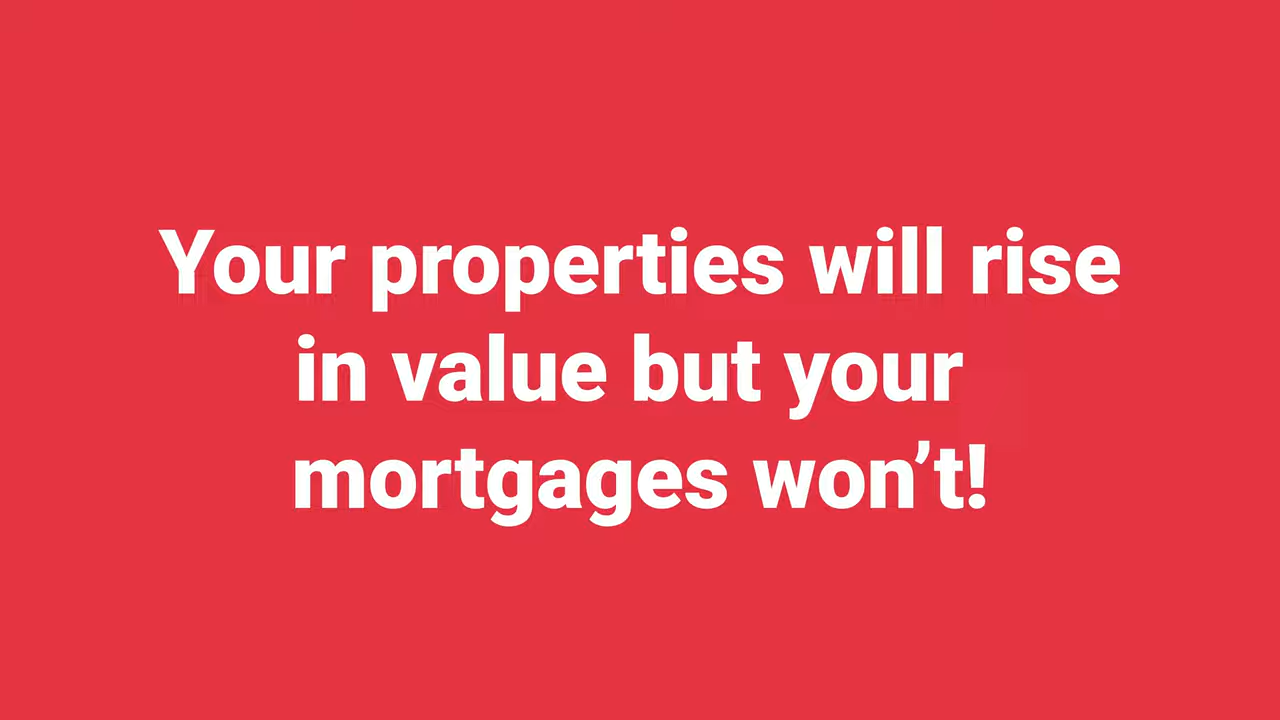 Your properties will rise
in value but your
mortgages won’t!